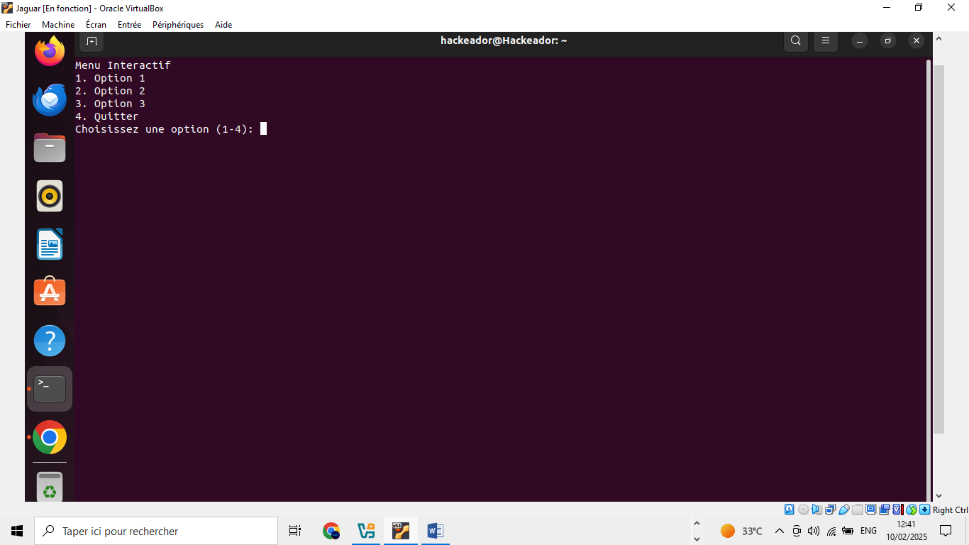 Jaguar [En fonction] - Oracle VirtualBox
Fichier Machine Écran Entrée Périphériques Aide
hackeador@Hackeador: ~
Menu Interactif
1. Option 1
2. Option 2
3. Option 3
4. Quitter
Choisissez une option (1-4):
Right Ctrl
Taper ici pour rechercher
33°C
ENG
12:41
10/02/2025